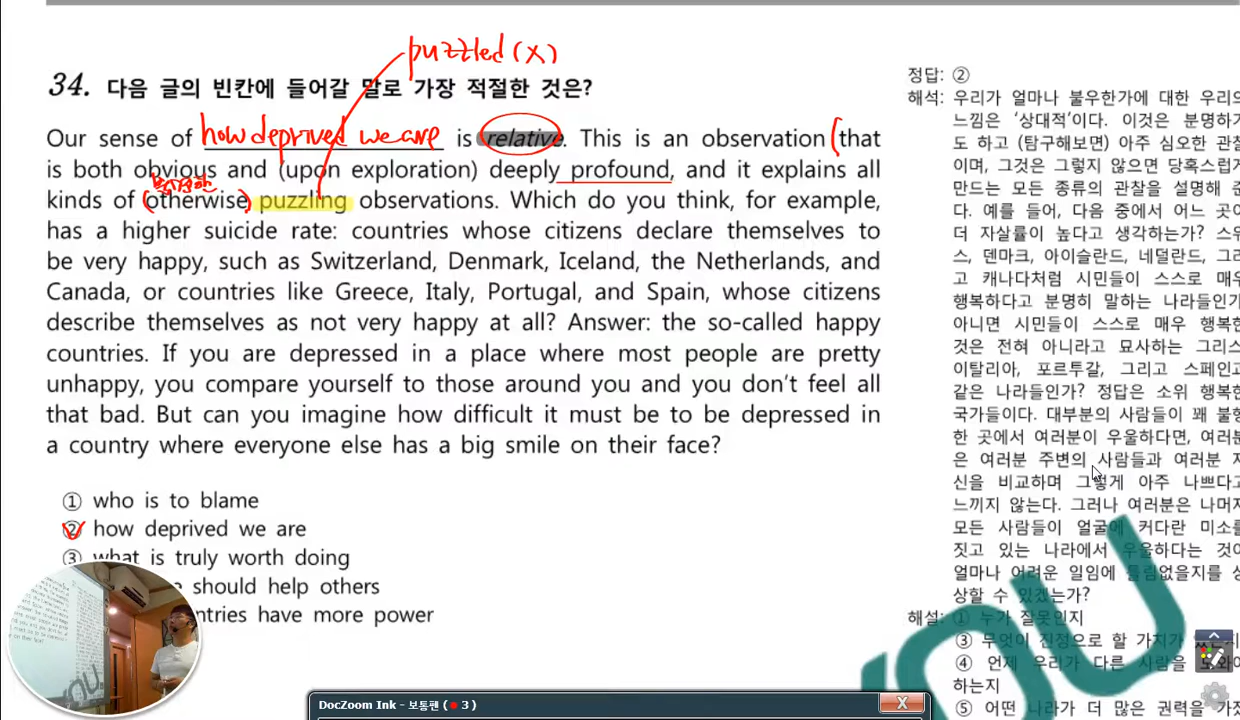 puzzled (X)
34. 다음 글의 빈칸에 들어갈 말로 가장 적절한 것은?
Our sense of how deprived we are is relative. This is an observation (that
is both obvious and (upon exploration) deeply profound, and it explains all
kinds of (otherwise) puzzling observations. Which do you think, for example,
has a higher suicide rate: countries whose citizens declare themselves to
be very happy, such as Switzerland, Denmark, Iceland, the Netherlands, and
Canada, or countries like Greece, Italy, Portugal, and Spain, whose citizens
describe themselves as not very happy at all? Answer: the so-called happy
countries. If you are depressed in a place where most people are pretty
unhappy, you compare yourself to those around you and you don't feel all
that bad. But can you imagine how difficult it must be to be depressed in
a country where everyone else has a big smile on their face?
① who is to blame
② how deprived we are
③ what is truly worth doing
should help others
have more power
정답: ②
해석: 우리가 얼마나 불우한가에 대한 우리의
느낌은 '상대적'이다. 이것은 분명하기
도 하고 (탐구해보면) 아주 심오한 관찰
이며, 그것은 그렇지 않으면 당혹스럽게
만드는 모든 종류의 관찰을 설명해 준
다. 예를 들어, 다음 중에서 어느 곳이
더 자살률이 높다고 생각하는가? 스위
스, 덴마크, 아이슬란드, 네덜란드, 그리
고 캐나다처럼 시민들이 스스로 매우
행복하다고 분명히 말하는 나라들인가
아니면 시민들이 스스로 매우 행복한
것은 전혀 아니라고 묘사하는 그리스
이탈리아, 포르투갈, 그리고 스페인과
같은 나라들인가? 정답은 소위 행복한
국가들이다. 대부분의 사람들이 꽤 불행
한 곳에서 여러분이 우울하다면, 여러분
은 여러분 주변의 사람들과 여러분 자
신을 비교하며 그렇게 아주 나쁘다고
느끼지 않는다. 그러나 여러분은 나머지
모든 사람들이 얼굴에 커다란 미소를
짓고 있는 나라에서 우울하다는 것이
얼마나 어려운 일임에 틀림없을지를 상
상할 수 있겠는가?
해설: ① 누가 잘못인지
③ 무엇이 진정으로 할 가치가 있는지
④ 언제 우리가 다른 사람을 도와야
하는지
⑤ 어떤 나라가 더 많은 권력을 가졌
DocZoom Ink - 보통펜 (3)